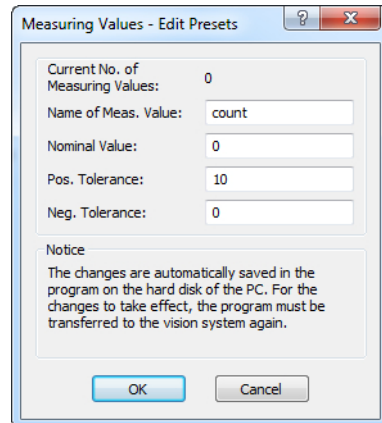 Measuring Values - Edit Presets
Current No. of
Measuring Values: 0
Name of Meas. Value: count
Nominal Value: 0
Pos. Tolerance: 10
Neg. Tolerance: 0
Notice
The changes are automatically saved in the
program on the hard disk of the PC. For the
changes to take effect, the program must be
transferred to the vision system again.
OK Cancel